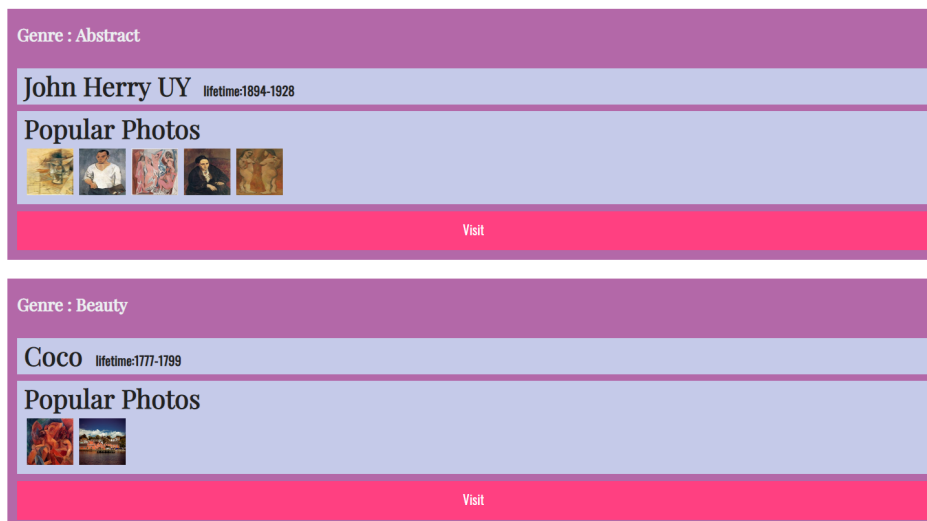 Genre : Abstract
John Herry UY lifetime:1894-1928
Popular Photos
Visit
Genre : Beauty
Coco lifetime:1777-1799
Popular Photos
Visit